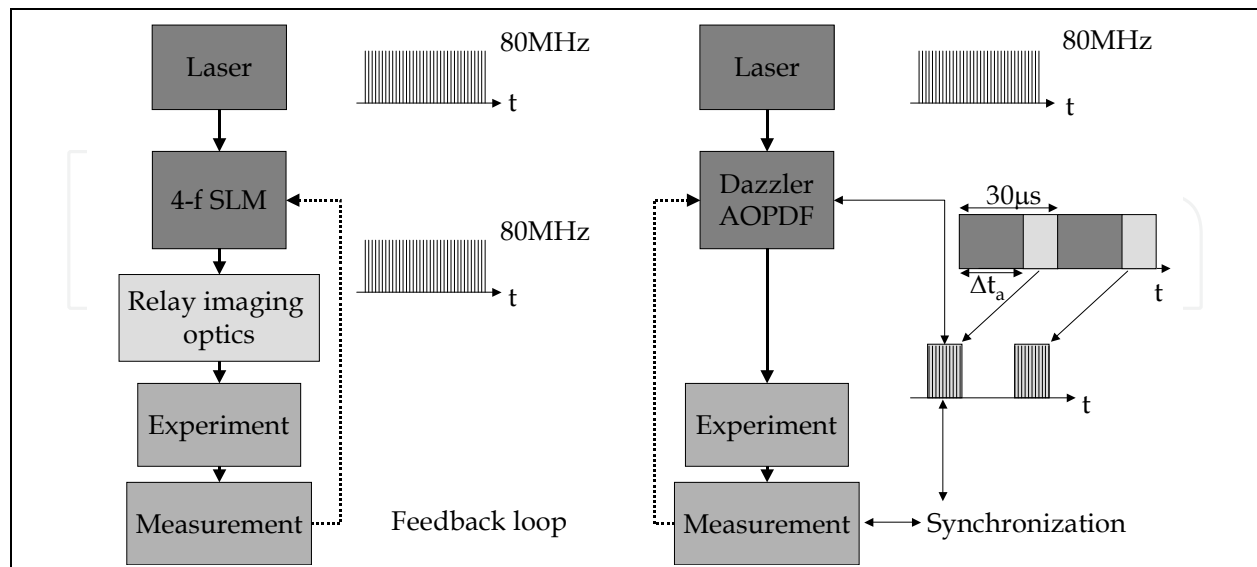 Laser
80MHz
t
4-f SLM
80MHz
t
Relay imaging
optics
Experiment
Measurement
Feedback loop
Laser
80MHz
t
Dazzler
AOPDF
30μs
Δtₐ
t
t
Experiment
Measurement
Synchronization